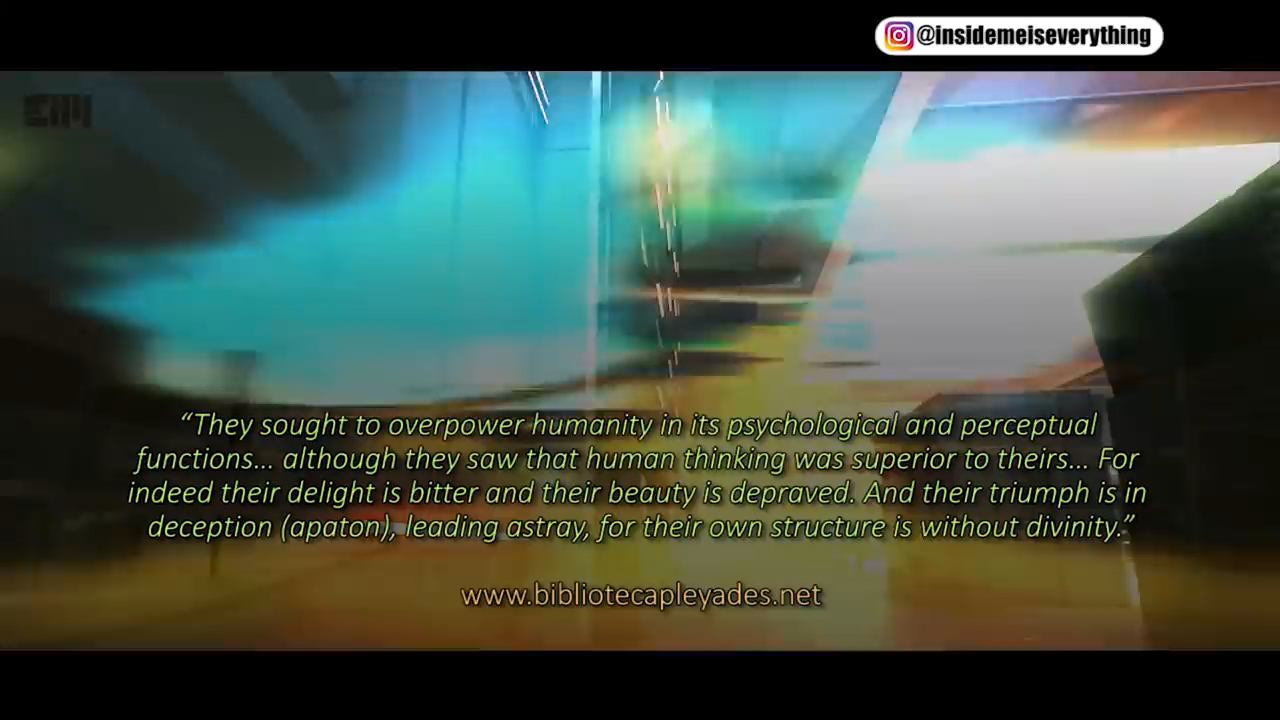 @insidemeiseverything
“They sought to overpower humanity in its psychological and perceptual
functions... although they saw that human thinking was superior to theirs... For
indeed their delight is bitter and their beauty is depraved. And their triumph is in
deception (apaton), leading astray, for their own structure is without divinity.”
www.bibliotecapleyades.net